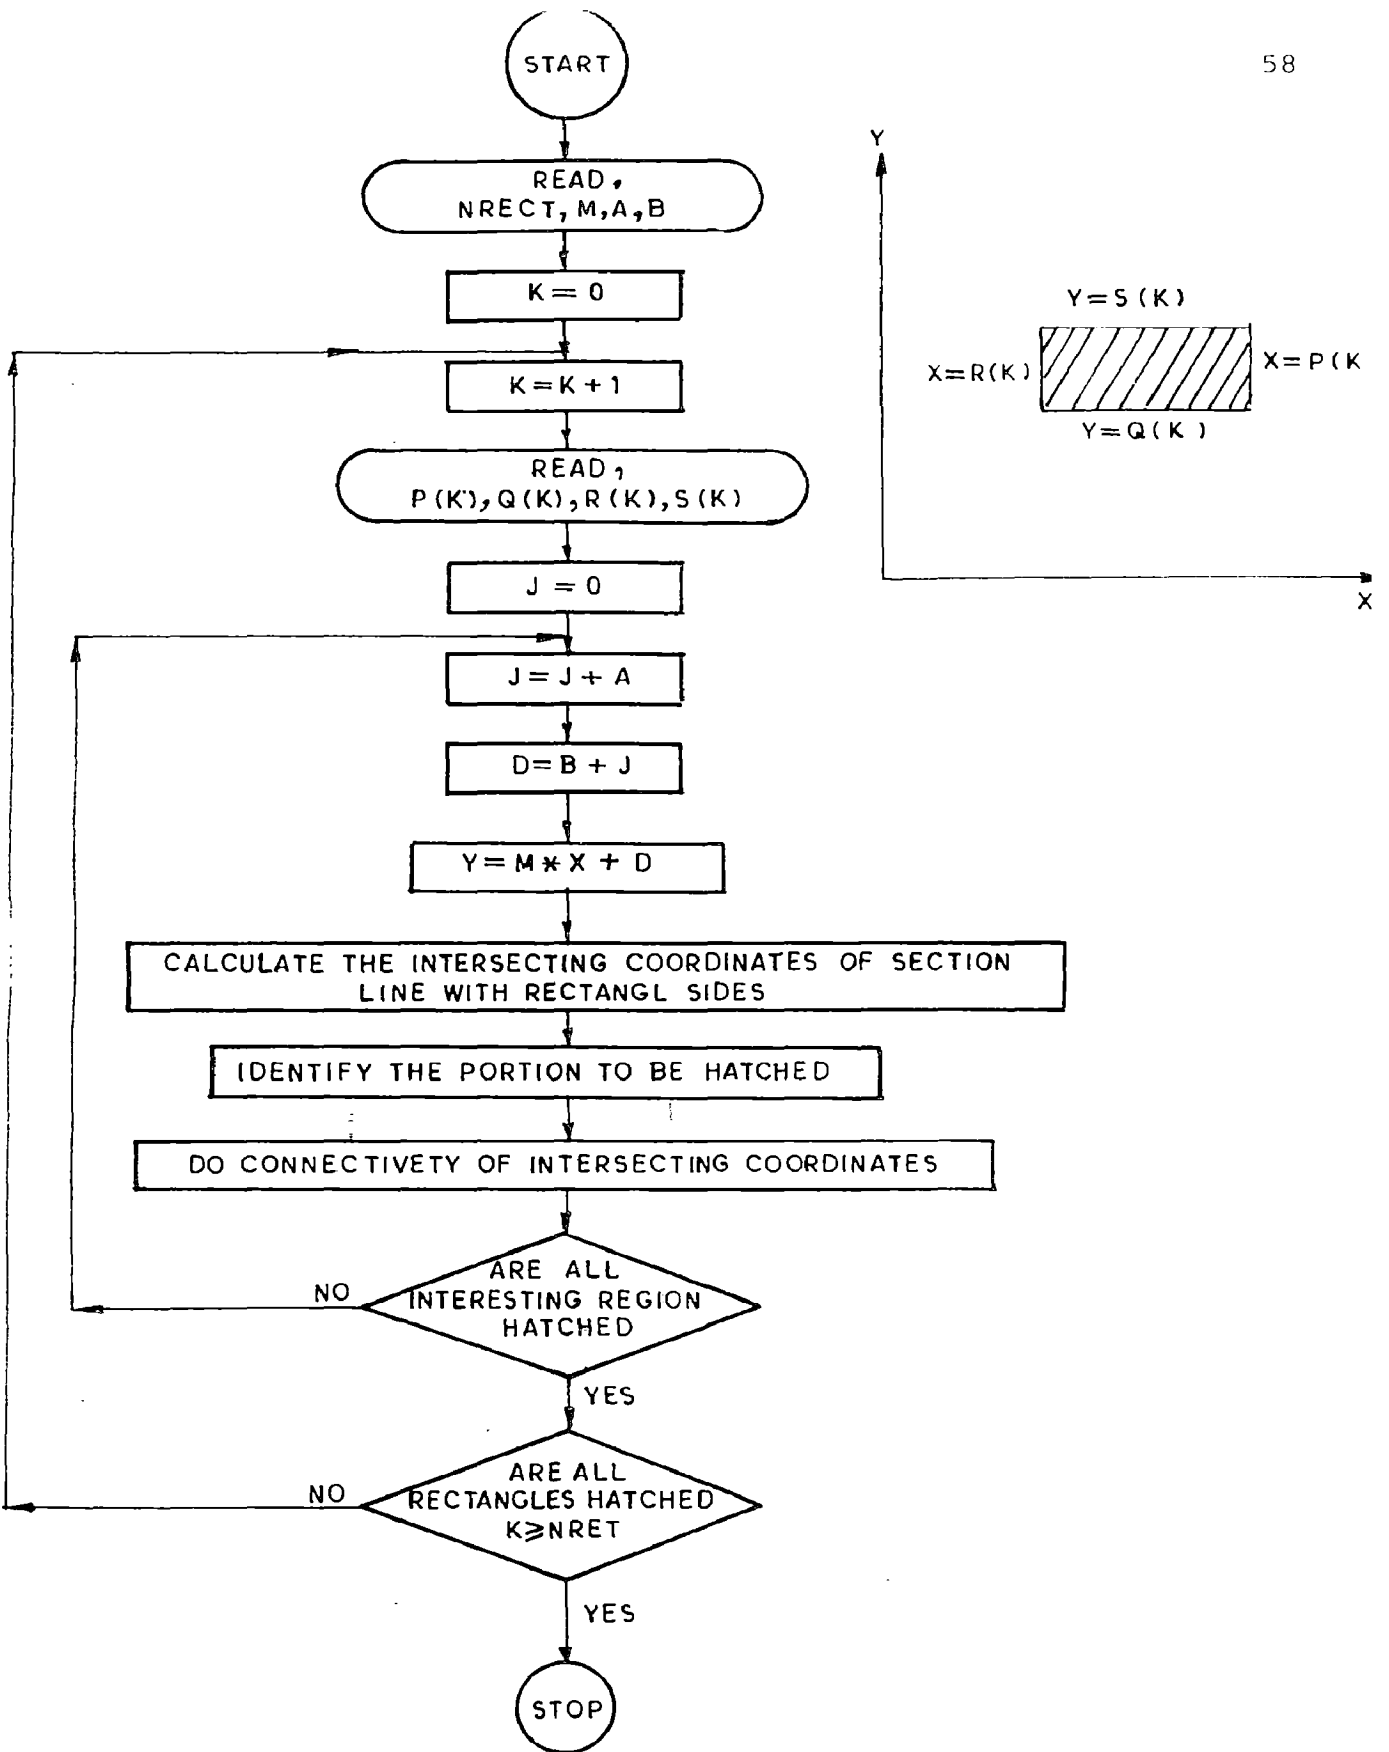 58
START
READ,
NRECT, M, A, B
K = 0
K = K + 1
READ,
P(K), Q(K), R(K), S(K)
J = 0
J = J + A
D = B + J
Y = M * X + D
CALCULATE THE INTERSECTING COORDINATES OF SECTION
LINE WITH RECTANGL SIDES
IDENTIFY THE PORTION TO BE HATCHED
DO CONNECTIVETY OF INTERSECTING COORDINATES
ARE ALL
INTERESTING REGION
HATCHED
NO
YES
ARE ALL
RECTANGLES HATCHED
K⩾NRET
NO
YES
STOP
Y
Y = S (K)
X = R(K)
X = P(K
Y = Q(K)
X